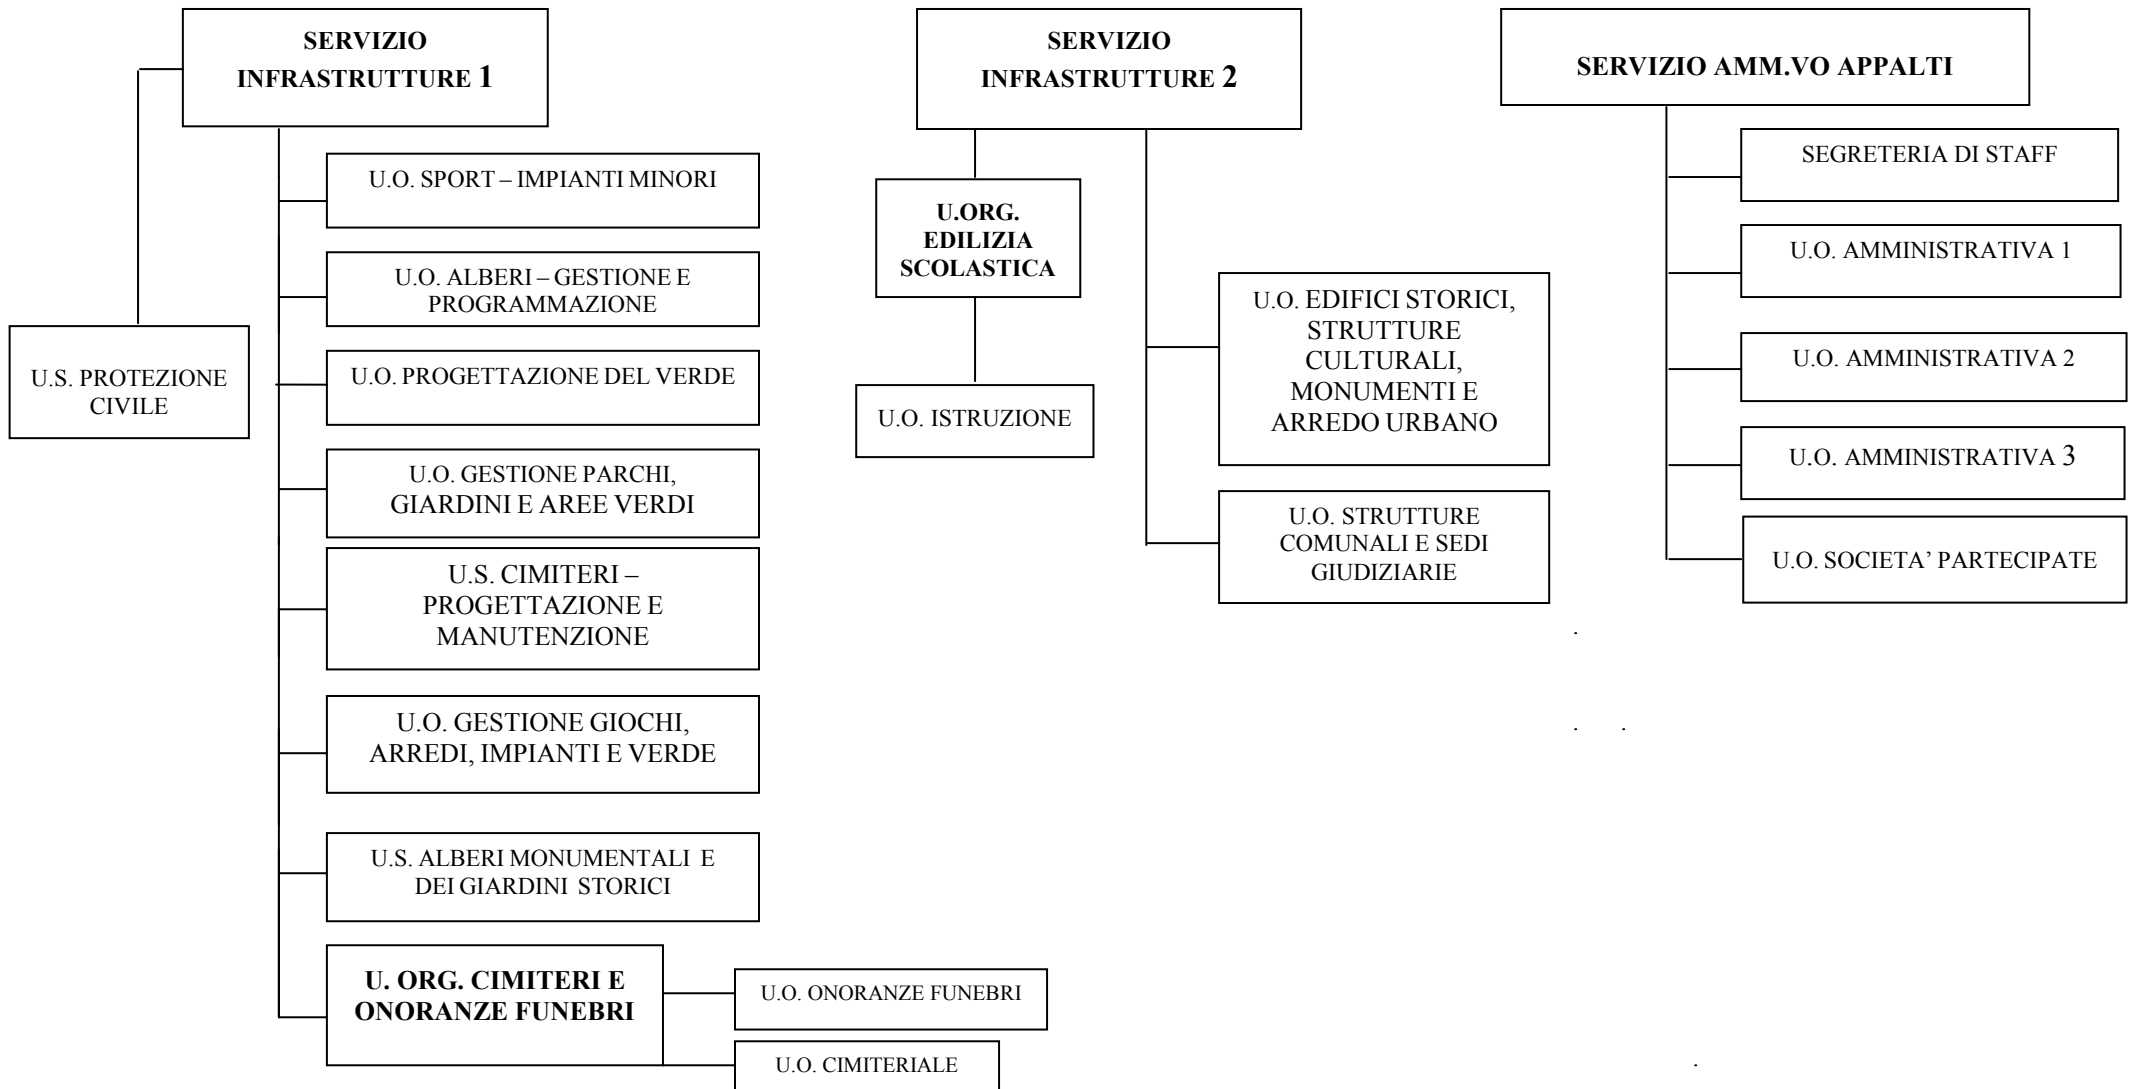 SERVIZIO
INFRASTRUTTURE 1
U.S. PROTEZIONE
CIVILE
U.O. SPORT – IMPIANTI MINORI
U.O. ALBERI – GESTIONE E
PROGRAMMAZIONE
U.O. PROGETTAZIONE DEL VERDE
U.O. GESTIONE PARCHI,
GIARDINI E AREE VERDI
U.S. CIMITERI –
PROGETTAZIONE E
MANUTENZIONE
U.O. GESTIONE GIOCHI,
ARREDI, IMPIANTI E VERDE
U.S. ALBERI MONUMENTALI E
DEI GIARDINI STORICI
U. ORG. CIMITERI E
ONORANZE FUNEBRI
U.O. ONORANZE FUNEBRI
U.O. CIMITERIALE
SERVIZIO
INFRASTRUTTURE 2
U.ORG.
EDILIZIA
SCOLASTICA
U.O. ISTRUZIONE
U.O. EDIFICI STORICI,
STRUTTURE
CULTURALI,
MONUMENTI E
ARREDO URBANO
U.O. STRUTTURE
COMUNALI E SEDI
GIUDIZIARIE
SERVIZIO AMM.VO APPALTI
SEGRETERIA DI STAFF
U.O. AMMINISTRATIVA 1
U.O. AMMINISTRATIVA 2
U.O. AMMINISTRATIVA 3
U.O. SOCIETA’ PARTECIPATE